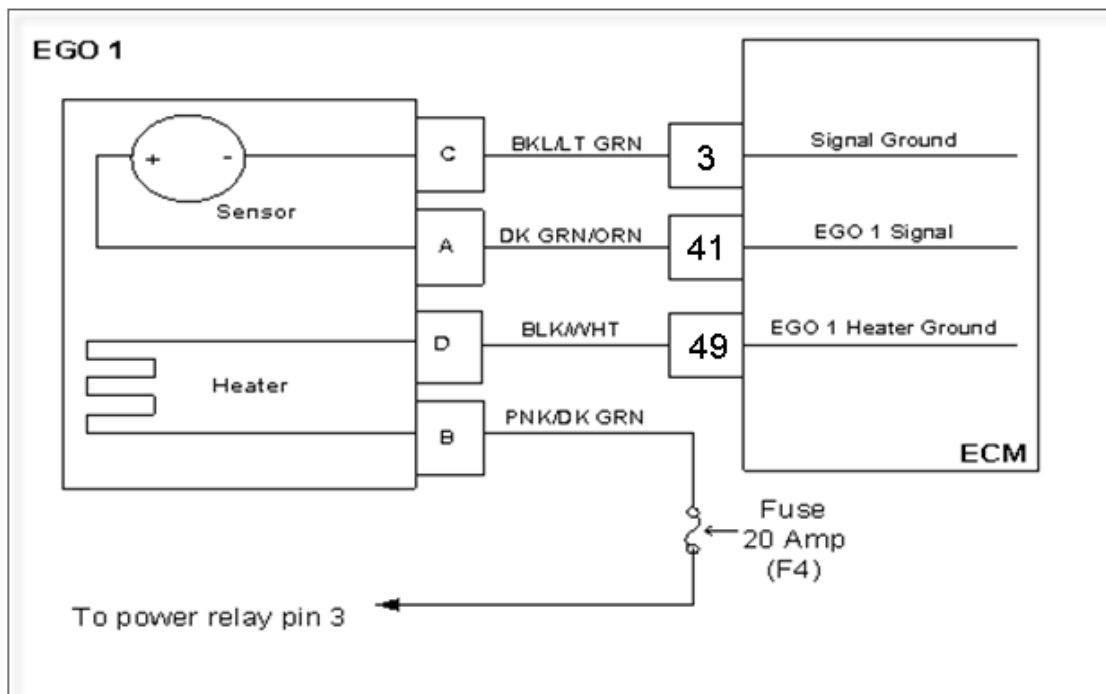 EGO 1
C
BKL/LT GRN
3
Signal Ground
+
-
Sensor
A
DK GRN/ORN
41
EGO 1 Signal
D
BLK/WHT
49
EGO 1 Heater Ground
Heater
B
PNK/DK GRN
ECM
Fuse
20 Amp
(F4)
To power relay pin 3